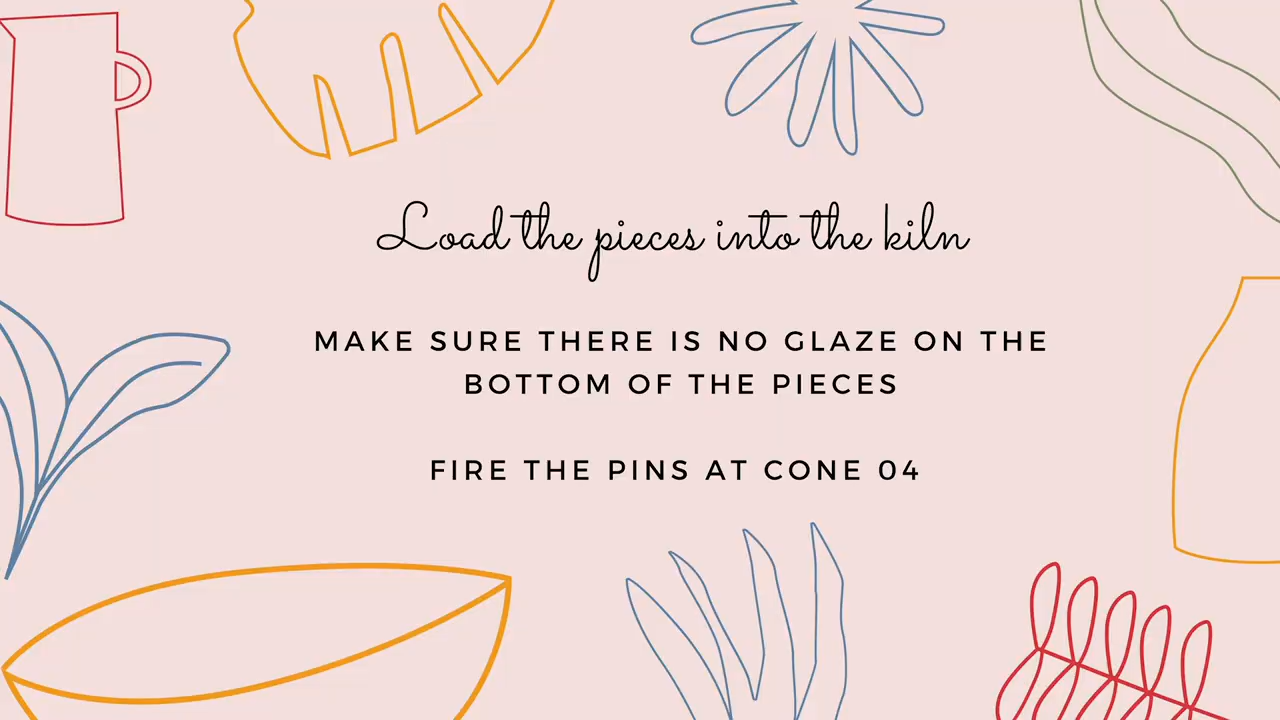 Load the pieces into the kiln
MAKE SURE THERE IS NO GLAZE ON THE
BOTTOM OF THE PIECES
FIRE THE PINS AT CONE 04